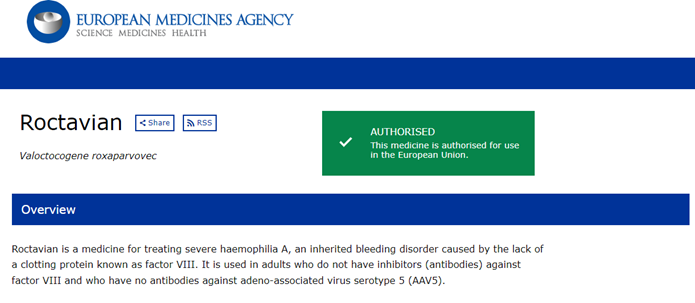 EUROPEAN MEDICINES AGENCY
SCIENCE MEDICINES HEALTH
Roctavian
Share
RSS
Valoctocogene roxaparvovec
AUTHORISED
This medicine is authorised for use
in the European Union.
Overview
Roctavian is a medicine for treating severe haemophilia A, an inherited bleeding disorder caused by the lack of
a clotting protein known as factor VIII. It is used in adults who do not have inhibitors (antibodies) against
factor VIII and who have no antibodies against adeno-associated virus serotype 5 (AAV5).